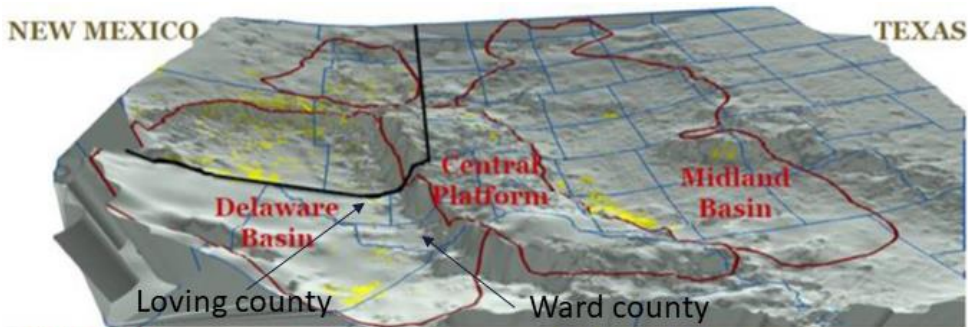 NEW MEXICO
TEXAS
Central
Platform
Midland
Basin
Delaware
Basin
Loving county
Ward county